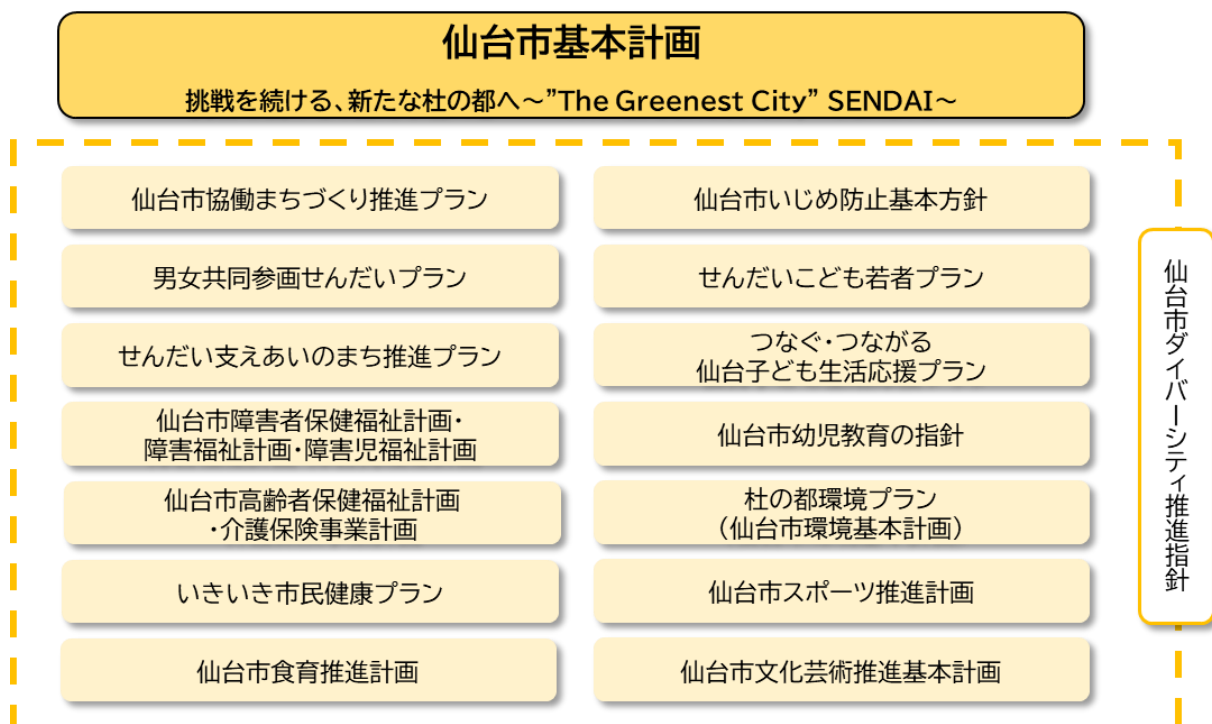 仙台市基本計画
挑戦を続ける、新たな杜の都へ～”The Greenest City” SENDAI～
仙台市協働まちづくり推進プラン
男女共同参画せんだいプラン
せんだい支えあいのまち推進プラン
仙台市障害者保健福祉計画・
障害福祉計画・障害児福祉計画
仙台市高齢者保健福祉計画
・介護保険事業計画
いきいき市民健康プラン
仙台市食育推進計画
仙台市いじめ防止基本方針
せんだいこども若者プラン
つなぐ・つながる
仙台子ども生活応援プラン
仙台市幼児教育の指針
杜の都環境プラン
（仙台市環境基本計画）
仙台市スポーツ推進計画
仙台市文化芸術推進基本計画
仙台市ダイバーシティ推進指針